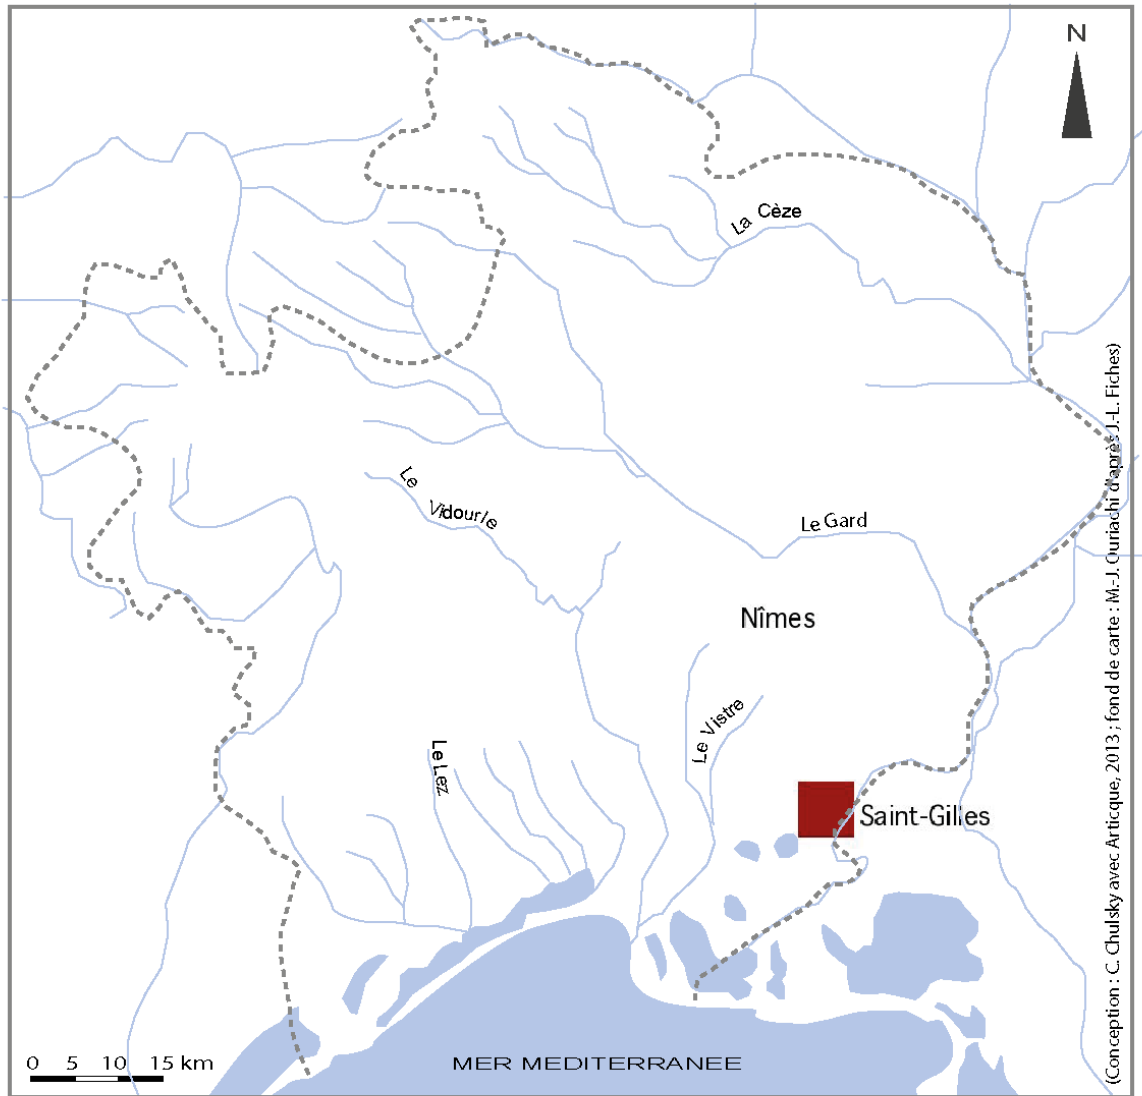 N
La Cèze
Le Vidourle
Le Gard
Nîmes
Le Vistre
Le Lez
Saint-Gilles
0 5 10 15 km
MER MEDITERRANEE
(Conception : C. Chulsky avec Articque, 2013 ; fond de carte : M.-J. Ouriachi d'après J.-L. Fiches)